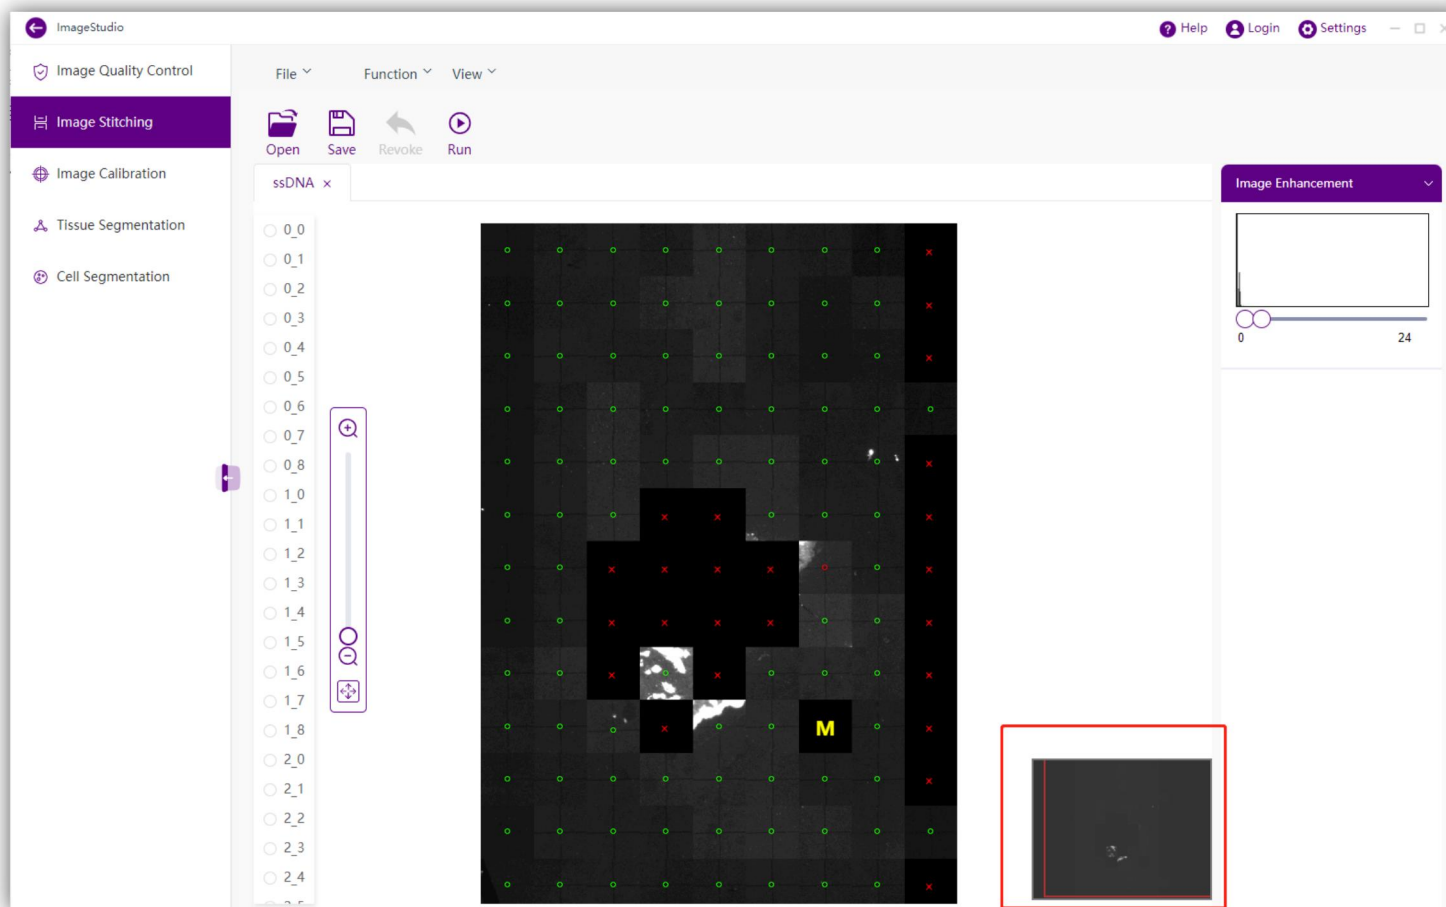 ImageStudio
Help Login Settings
Image Quality Control
Image Stitching
Image Calibration
Tissue Segmentation
Cell Segmentation
File Function View
Open Save Revoke Run
ssDNA ×
0_0
0_1
0_2
0_3
0_4
0_5
0_6
0_7
0_8
1_0
1_1
1_2
1_3
1_4
1_5
1_6
1_7
1_8
2_0
2_1
2_2
2_3
2_4
M
Image Enhancement
0 24